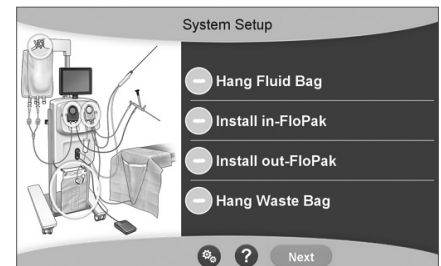 System Setup
Hang Fluid Bag
Install in-FloPak
Install out-FloPak
Hang Waste Bag
?
Next